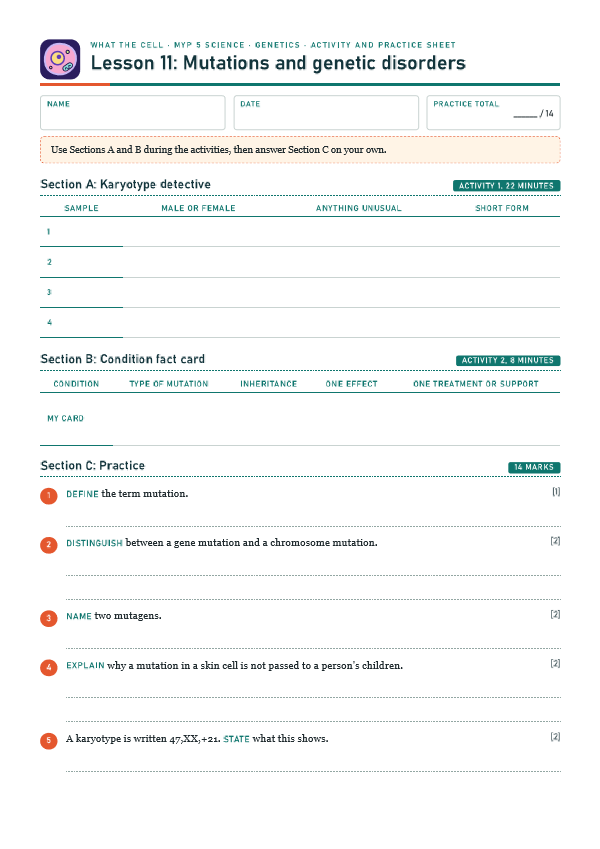 WHAT THE CELL · MYP 5 SCIENCE · GENETICS · ACTIVITY AND PRACTICE SHEET
Lesson 11: Mutations and genetic disorders
NAME
DATE
PRACTICE TOTAL
_____ / 14
Use Sections A and B during the activities, then answer Section C on your own.
Section A: Karyotype detective
ACTIVITY 1, 22 MINUTES
SAMPLE MALE OR FEMALE ANYTHING UNUSUAL SHORT FORM
1
2
3
4
Section B: Condition fact card
ACTIVITY 2, 8 MINUTES
CONDITION TYPE OF MUTATION INHERITANCE ONE EFFECT ONE TREATMENT OR SUPPORT
MY CARD
Section C: Practice
14 MARKS
1 DEFINE the term mutation. [1]
2 DISTINGUISH between a gene mutation and a chromosome mutation. [2]
3 NAME two mutagens. [2]
4 EXPLAIN why a mutation in a skin cell is not passed to a person's children. [2]
5 A karyotype is written 47,XX,+21. STATE what this shows. [2]